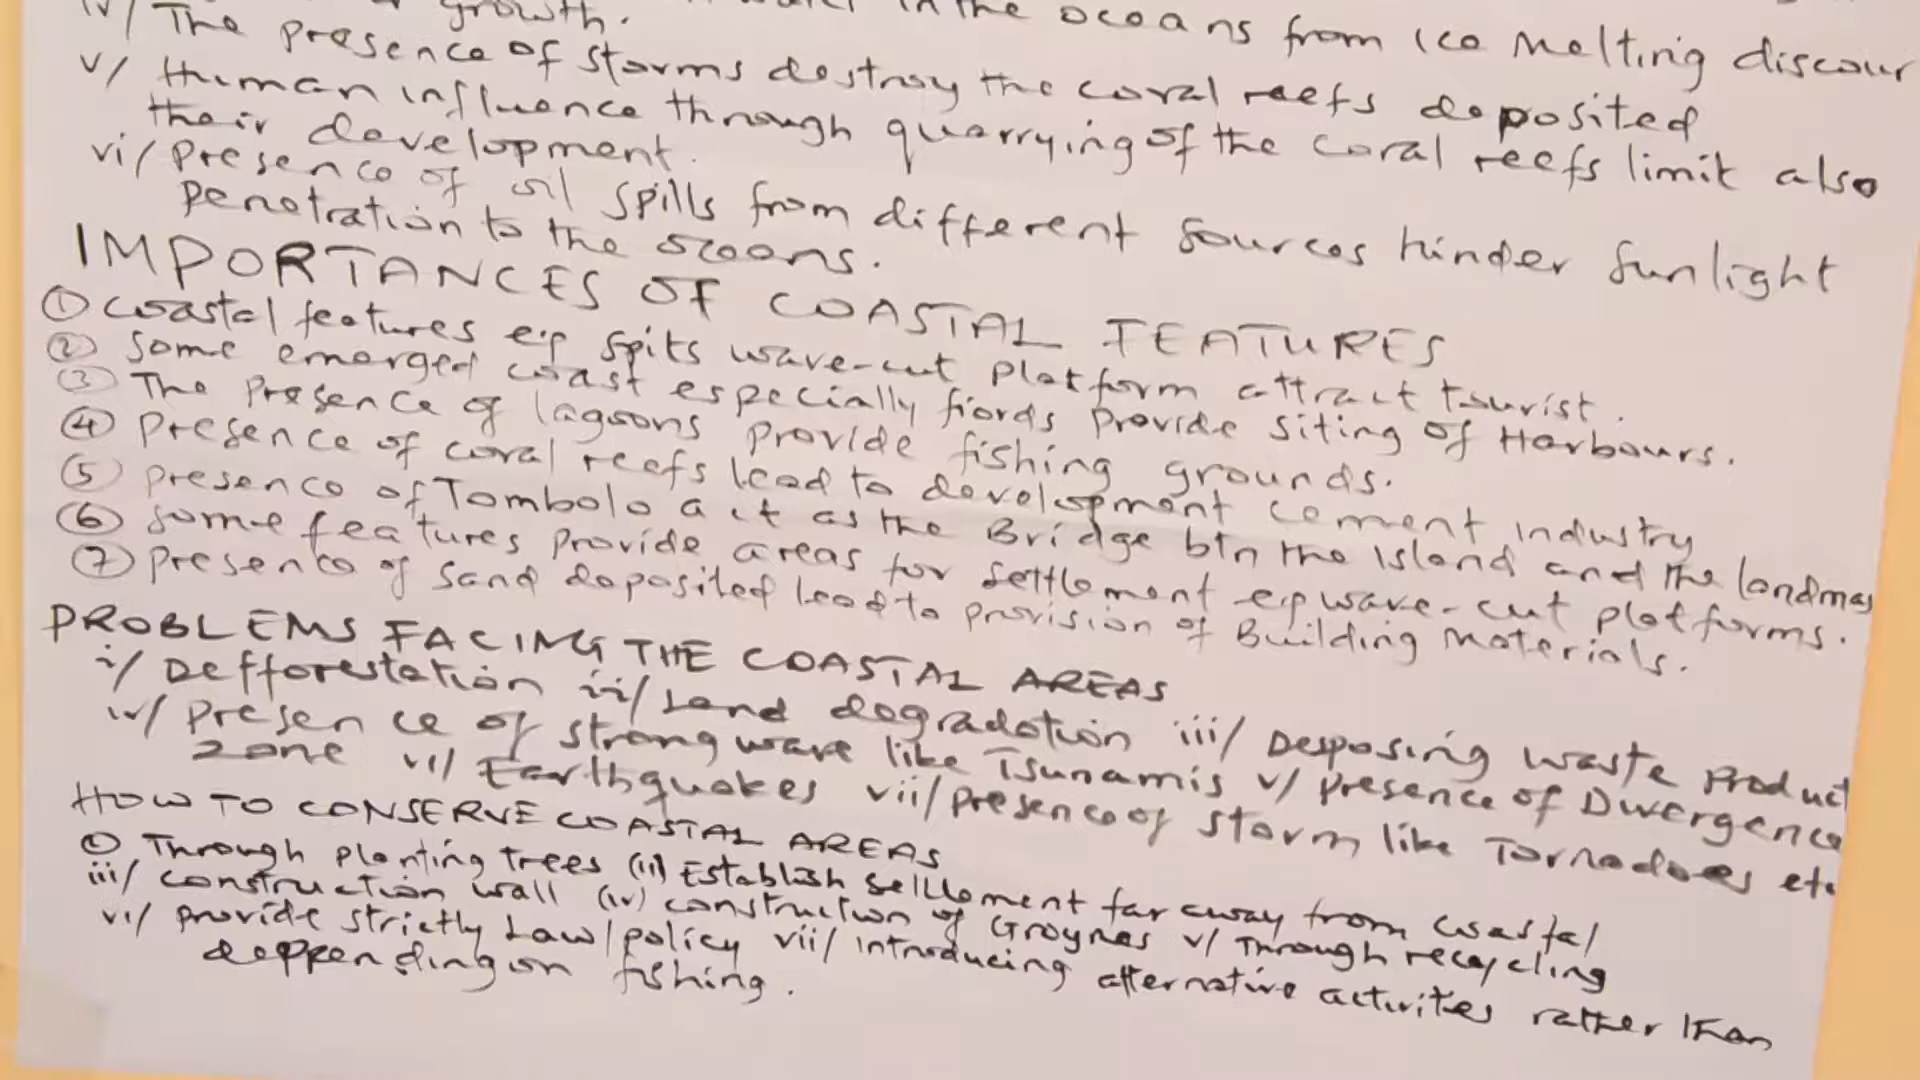 growth. in the oceans from Ice Melting discour
iv/ The presence of storms destroy the coral reefs deposited
v/ Human influence through quarrying of the coral reefs limit also
their development.
vi/ Presence of oil spills from different sources hinder sunlight
penetration to the oceans.
IMPORTANCES OF COASTAL FEATURES
① Coastal features eg spits wave-cut platform attract tourist.
② Some emerged coast especially fiords provide siting of Harbours.
③ The presence of lagoons provide fishing grounds.
④ Presence of coral reefs lead to development cement industry
⑤ presence of Tombolo act as the Bridge btn the Island and the landmas
⑥ some features provide areas for settlement eg wave-cut platforms.
⑦ presence of sand deposited lead to provision of Building Materials.
PROBLEMS FACING THE COASTAL AREAS
i/ Defforestation ii/ Land degradation iii/ Desposing waste product
iv/ presence of strong wave like Tsunamis v/ presence of Divergence
zone vi/ Earthquakes vii/ presence of storm like Tornadoes etc
HOW TO CONSERVE COASTAL AREAS
① Through planting trees (ii) Establish settlement far away from coastal
iii/ construction wall (iv) construction of Groynes v/ Through recaycling
vi/ provide strictly Law/policy vii/ introducing alternative activites rather than
deppending on fishing.